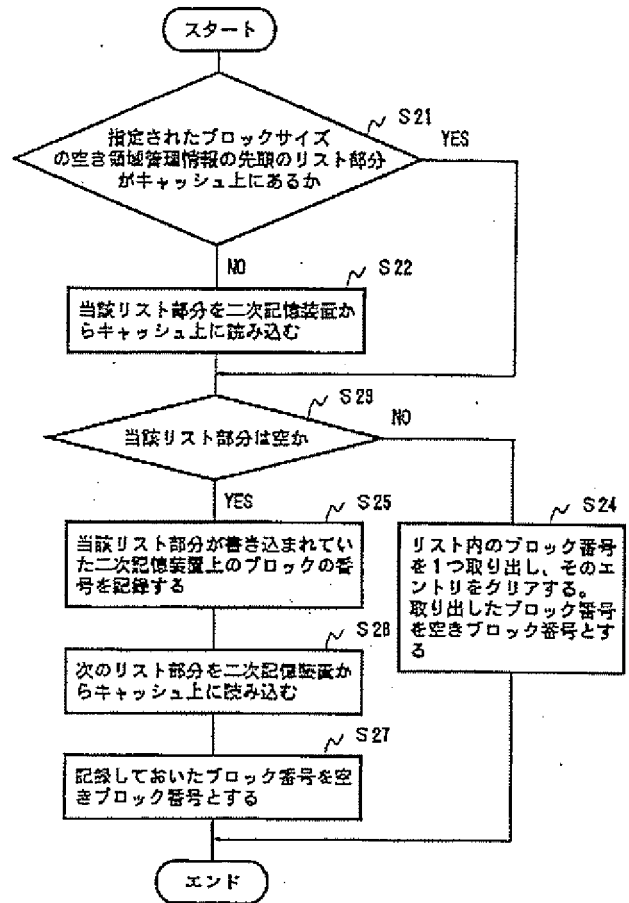 スタート
S21
指定されたブロックサイズ
の空き領域管理情報の先頭のリスト部分
がキャッシュ上にあるか
YES
NO
S22
当該リスト部分を二次記憶装置か
らキャッシュ上に読み込む
S23
当該リスト部分は空か
NO
YES
S25
当該リスト部分が書き込まれてい
た二次記憶装置上のブロックの番
号を記録する
S24
リスト内のブロック番号
を1つ取り出し、そのエ
ントリをクリアする。
取り出したブロック番号
を空きブロック番号とす
る
S26
次のリスト部分を二次記憶装置か
らキャッシュ上に読み込む
S27
記録しておいたブロック番号を空
きブロック番号とする
エンド